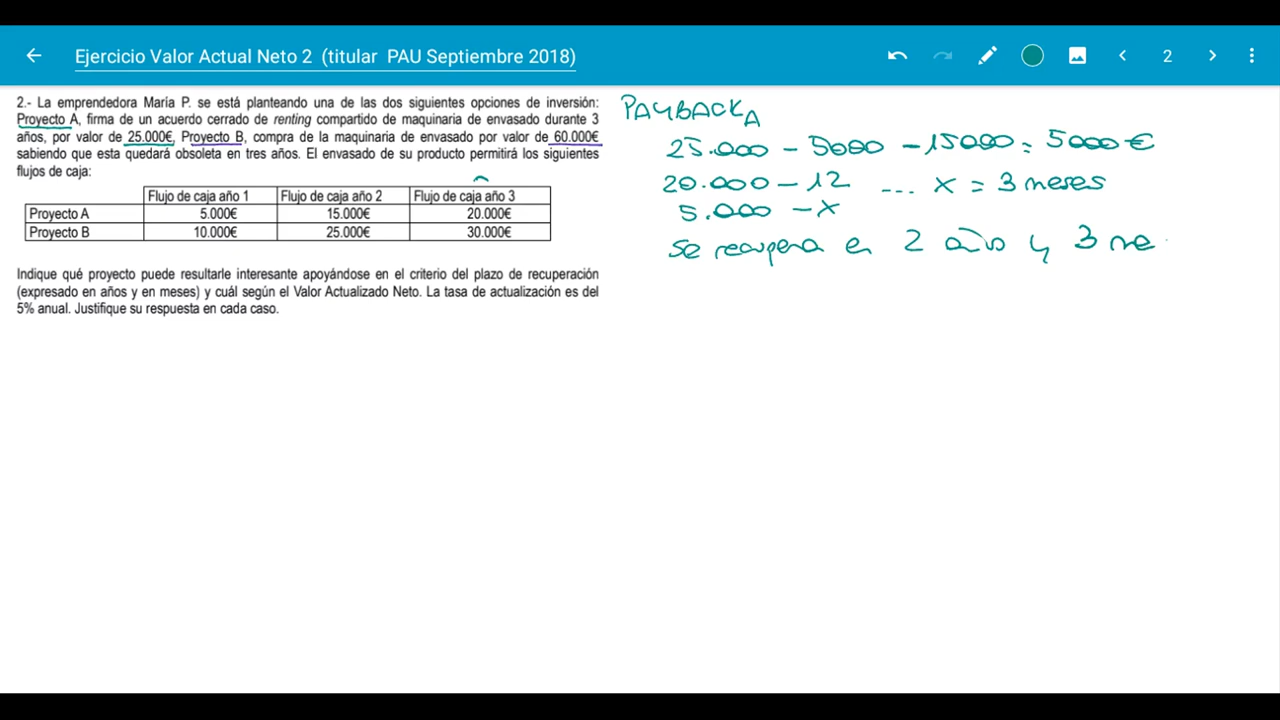 Ejercicio Valor Actual Neto 2 (titular PAU Septiembre 2018)
2
2.- La emprendedora María P. se está planteando una de las dos siguientes opciones de inversión:
Proyecto A, firma de un acuerdo cerrado de renting compartido de maquinaria de envasado durante 3
años, por valor de 25.000€, Proyecto B, compra de la maquinaria de envasado por valor de 60.000€
sabiendo que esta quedará obsoleta en tres años. El envasado de su producto permitirá los siguientes
flujos de caja:
Flujo de caja año 1 Flujo de caja año 2 Flujo de caja año 3
Proyecto A 5.000€ 15.000€ 20.000€
Proyecto B 10.000€ 25.000€ 30.000€
Indique qué proyecto puede resultarle interesante apoyándose en el criterio del plazo de recuperación
(expresado en años y en meses) y cuál según el Valor Actualizado Neto. La tasa de actualización es del
5% anual. Justifique su respuesta en cada caso.
PAYBACK A
25.000 - 5000 - 15000 = 5000 €
20.000 - 12 ... x = 3 meses
5.000 - x
se recupera en 2 años y 3 me